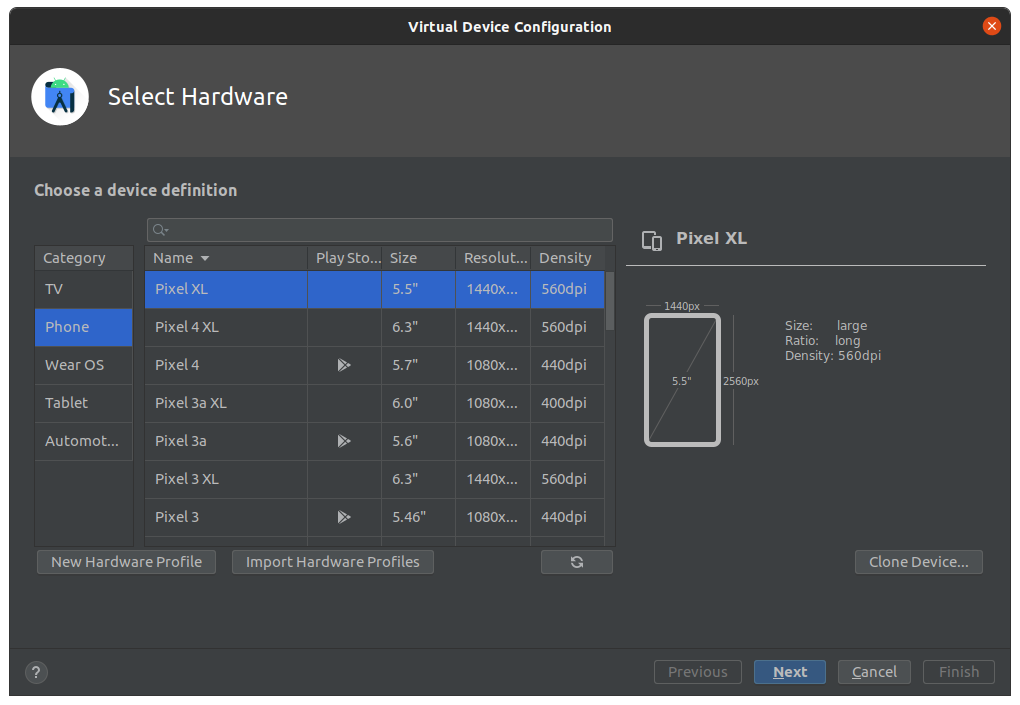 Virtual Device Configuration
Select Hardware
Choose a device definition
Category
TV
Phone
Wear OS
Tablet
Automot...
Name Play Sto... Size Resolut... Density
Pixel XL 5.5" 1440x... 560dpi
Pixel 4 XL 6.3" 1440x... 560dpi
Pixel 4 5.7" 1080x... 440dpi
Pixel 3a XL 6.0" 1080x... 400dpi
Pixel 3a 5.6" 1080x... 440dpi
Pixel 3 XL 6.3" 1440x... 560dpi
Pixel 3 5.46" 1080x... 440dpi
Pixel XL
1440px
5.5"
2560px
Size: large
Ratio: long
Density: 560dpi
New Hardware Profile Import Hardware Profiles Clone Device...
? Previous Next Cancel Finish